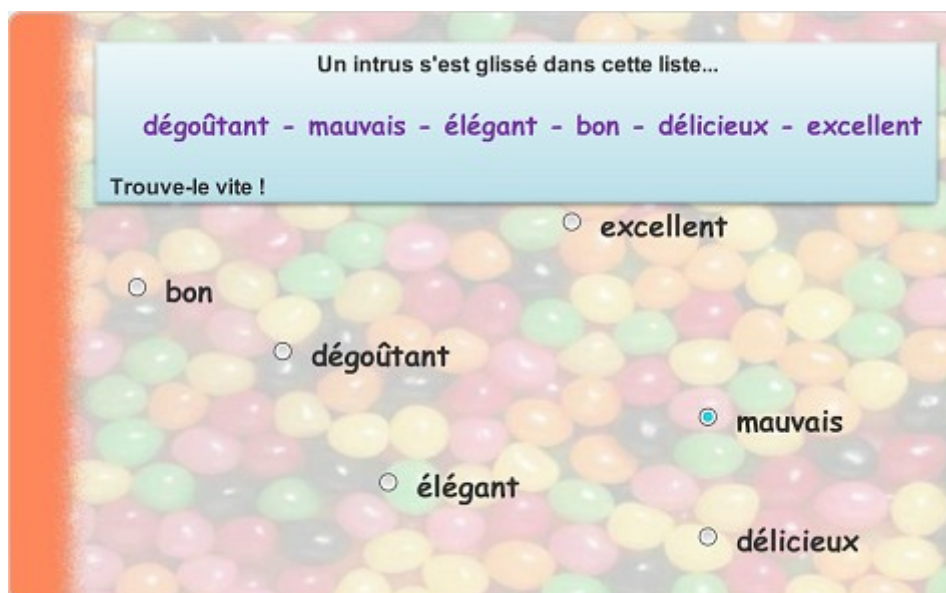 Un intrus s'est glissé dans cette liste...
dégoûtant - mauvais - élégant - bon - délicieux - excellent
Trouve-le vite !
excellent
bon
dégoûtant
mauvais
élégant
délicieux